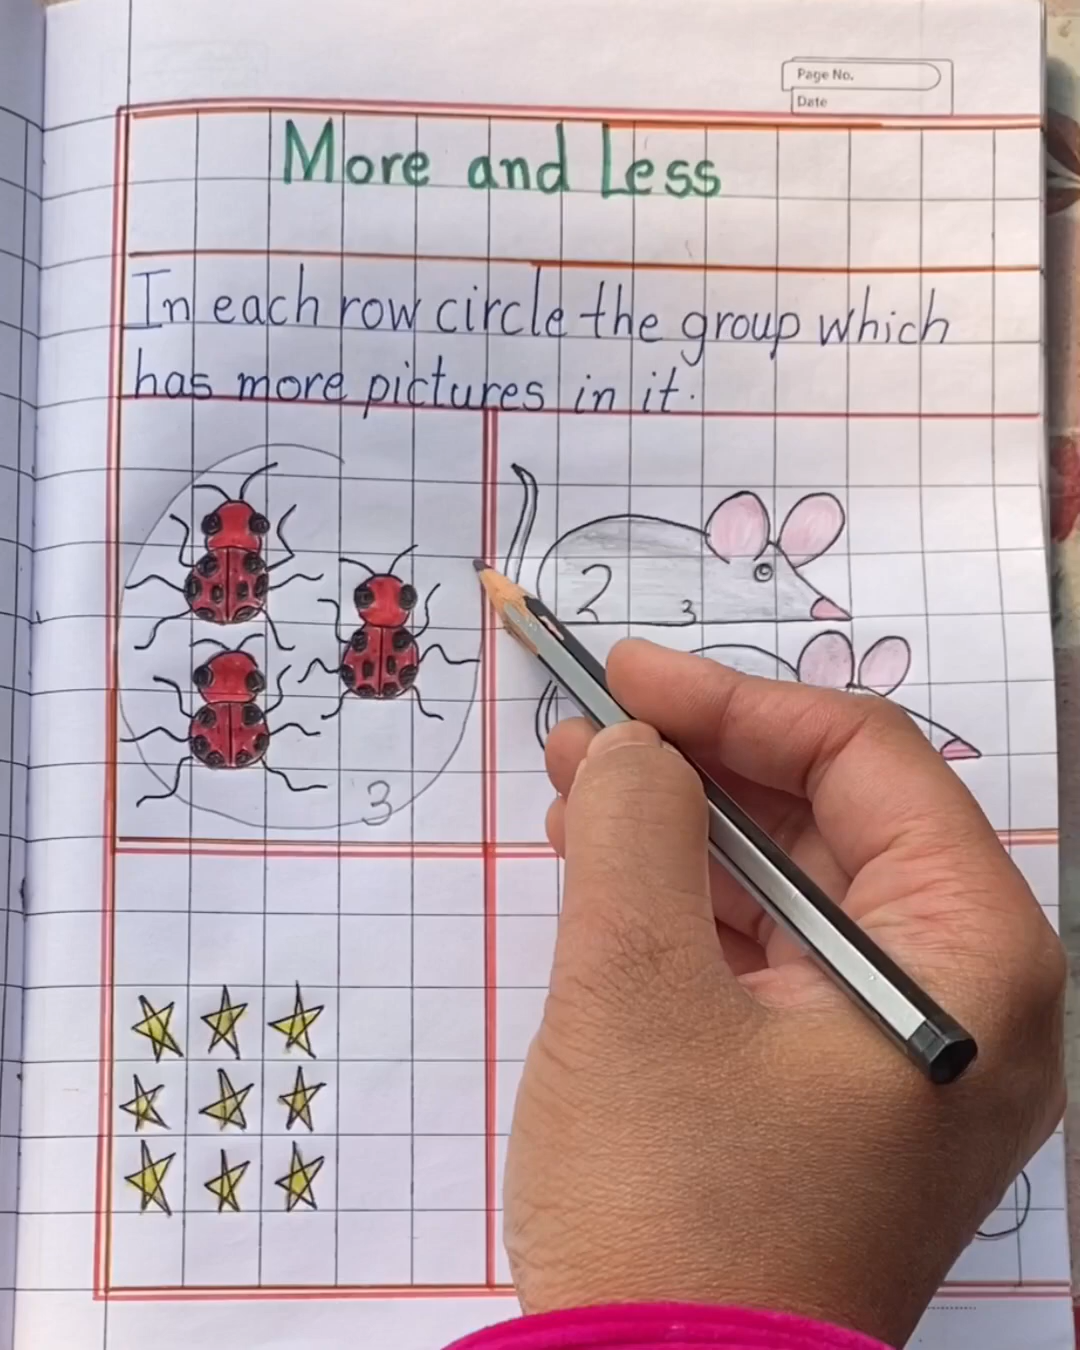 Page No.
Date
More and Less
In each row circle the group which
has more pictures in it.
2
3
3